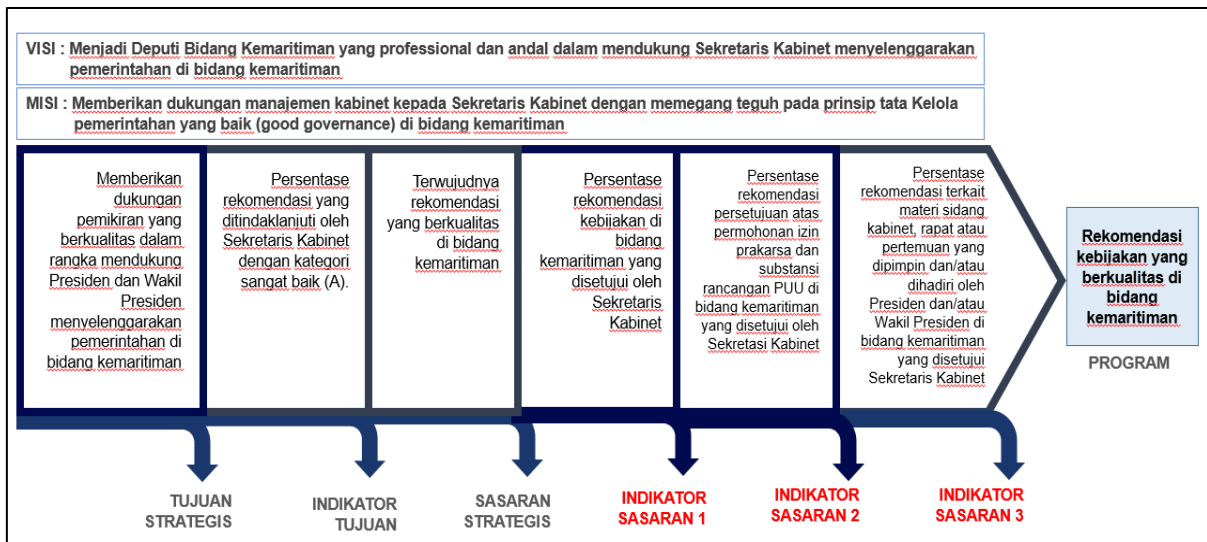 VISI : Menjadi Deputi Bidang Kemaritiman yang professional dan andal dalam mendukung Sekretaris Kabinet menyelenggarakan
pemerintahan di bidang kemaritiman
MISI : Memberikan dukungan manajemen kabinet kepada Sekretaris Kabinet dengan memegang teguh pada prinsip tata Kelola
pemerintahan yang baik (good governance) di bidang kemaritiman
Memberikan
dukungan
pemikiran yang
berkualitas dalam
rangka mendukung
Presiden dan Wakil
Presiden
menyelenggarakan
pemerintahan di
bidang kemaritiman
Persentase
rekomendasi yang
ditindaklanjuti oleh
Sekretaris Kabinet
dengan kategori
sangat baik (A).
Terwujudnya
rekomendasi
yang berkualitas
di bidang
kemaritiman
Persentase
rekomendasi
kebijakan di
bidang
kemaritiman yang
disetujui oleh
Sekretaris
Kabinet
Persentase
rekomendasi
persetujuan atas
permohonan izin
prakarsa dan
substansi
rancangan PUU di
bidang kemaritiman
yang disetujui oleh
Sekretasi Kabinet
Persentase
rekomendasi terkait
materi sidang
kabinet, rapat atau
pertemuan yang
dipimpin dan/atau
dihadiri oleh
Presiden dan/atau
Wakil Presiden di
bidang kemaritiman
yang disetujui
Sekretaris Kabinet
Rekomendasi
kebijakan yang
berkualitas di
bidang
kemaritiman
PROGRAM
TUJUAN
STRATEGIS
INDIKATOR
TUJUAN
SASARAN
STRATEGIS
INDIKATOR
SASARAN 1
INDIKATOR
SASARAN 2
INDIKATOR
SASARAN 3